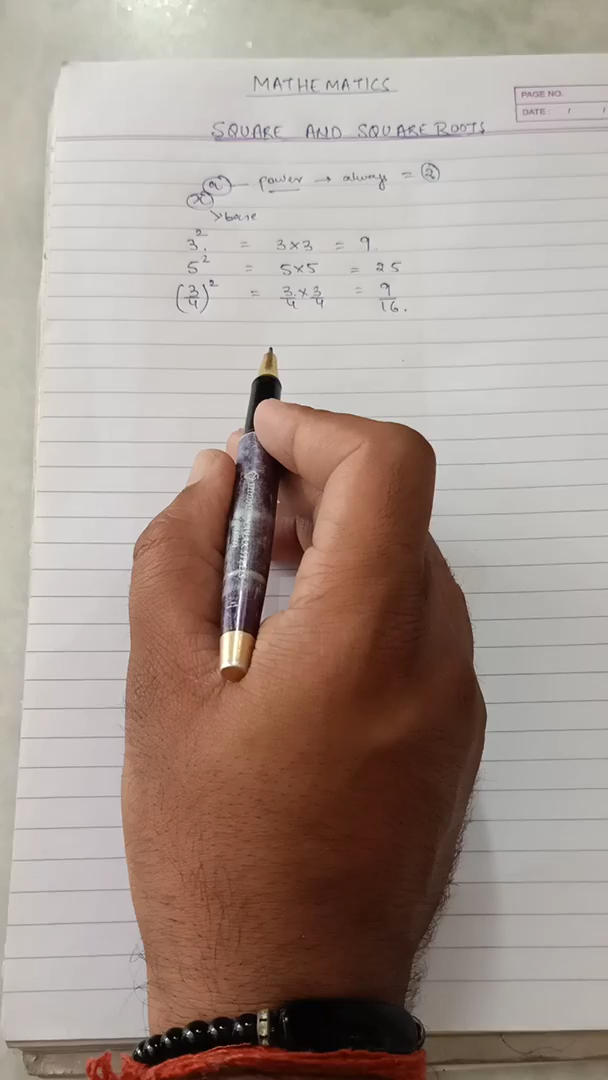 MATHEMATICS
PAGE NO.
DATE: / /
SQUARE AND SQUARE ROOTS
xⁿ — power → always = 2
> base
3². = 3×3 = 9.
5² = 5×5 = 25
(3/4)² = 3/4 × 3/4 = 9/16.